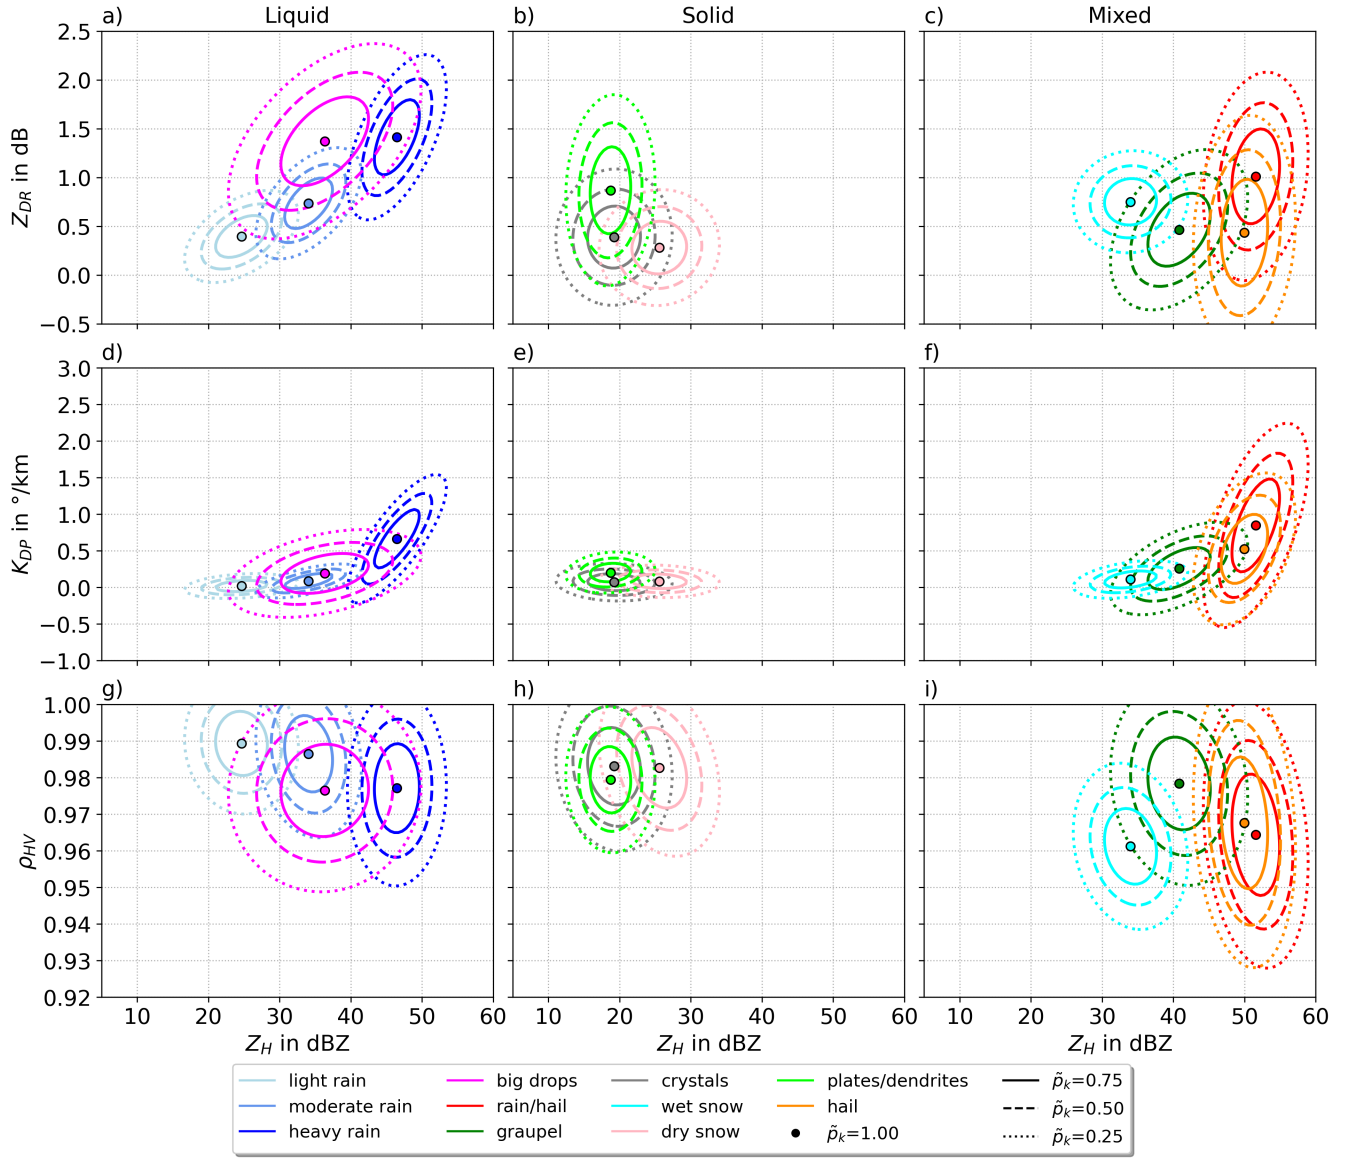 a) Liquid
b) Solid
c) Mixed
2.5
2.0
1.5
1.0
0.5
0.0
−0.5
Z_DR in dB
d)
e)
f)
3.0
2.5
2.0
1.5
1.0
0.5
0.0
−0.5
−1.0
K_DP in °/km
g)
h)
i)
1.00
0.99
0.98
0.97
0.96
0.95
0.94
0.93
0.92
ρ_HV
10 20 30 40 50 60
10 20 30 40 50 60
10 20 30 40 50 60
Z_H in dBZ
Z_H in dBZ
Z_H in dBZ
light rain
moderate rain
heavy rain
big drops
rain/hail
graupel
crystals
wet snow
dry snow
plates/dendrites
hail
p̃_k=1.00
p̃_k=0.75
p̃_k=0.50
p̃_k=0.25